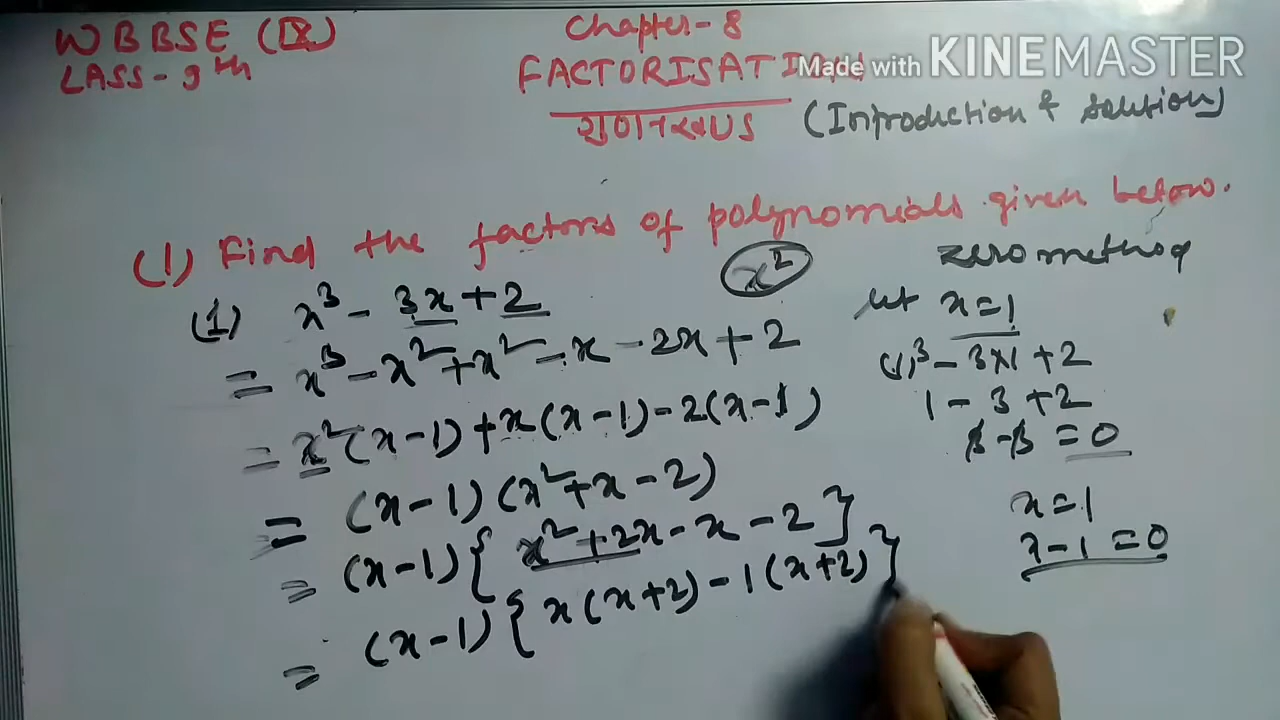 WBBSE (IX)
LASS - 9th
Chapter - 8
FACTORISATION
Made with KINEMASTER
(Introduction & solution)
(1) Find the factors of polynomials given below.
(1) x³ - 3x + 2
= x³ - x² + x² - x - 2x + 2
= x²(x-1) + x(x-1) - 2(x-1)
= (x-1)(x²+x-2)
= (x-1){x²+2x-x-2}
= (x-1){x(x+2)-1(x+2)}
x²
zero method
let x=1
(1)³ - 3×1 + 2
1 - 3 + 2
3 - 3 = 0
x=1
x-1=0